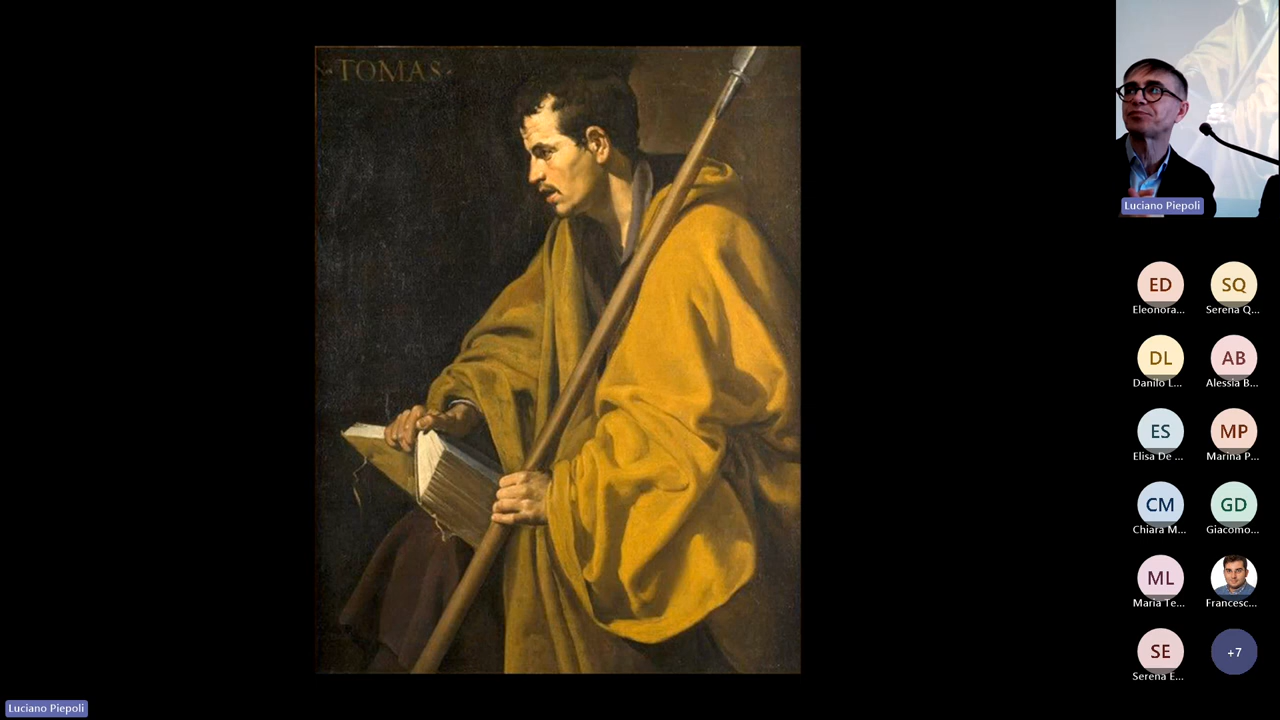 ·TOMAS·
Luciano Piepoli
ED
SQ
Eleonora...
Serena Q...
DL
AB
Danilo L...
Alessia B...
ES
MP
Elisa De ...
Marina P...
CM
GD
Chiara M...
Giacomo...
ML
Maria Te...
Francesc...
SE
+7
Serena E...
Luciano Piepoli